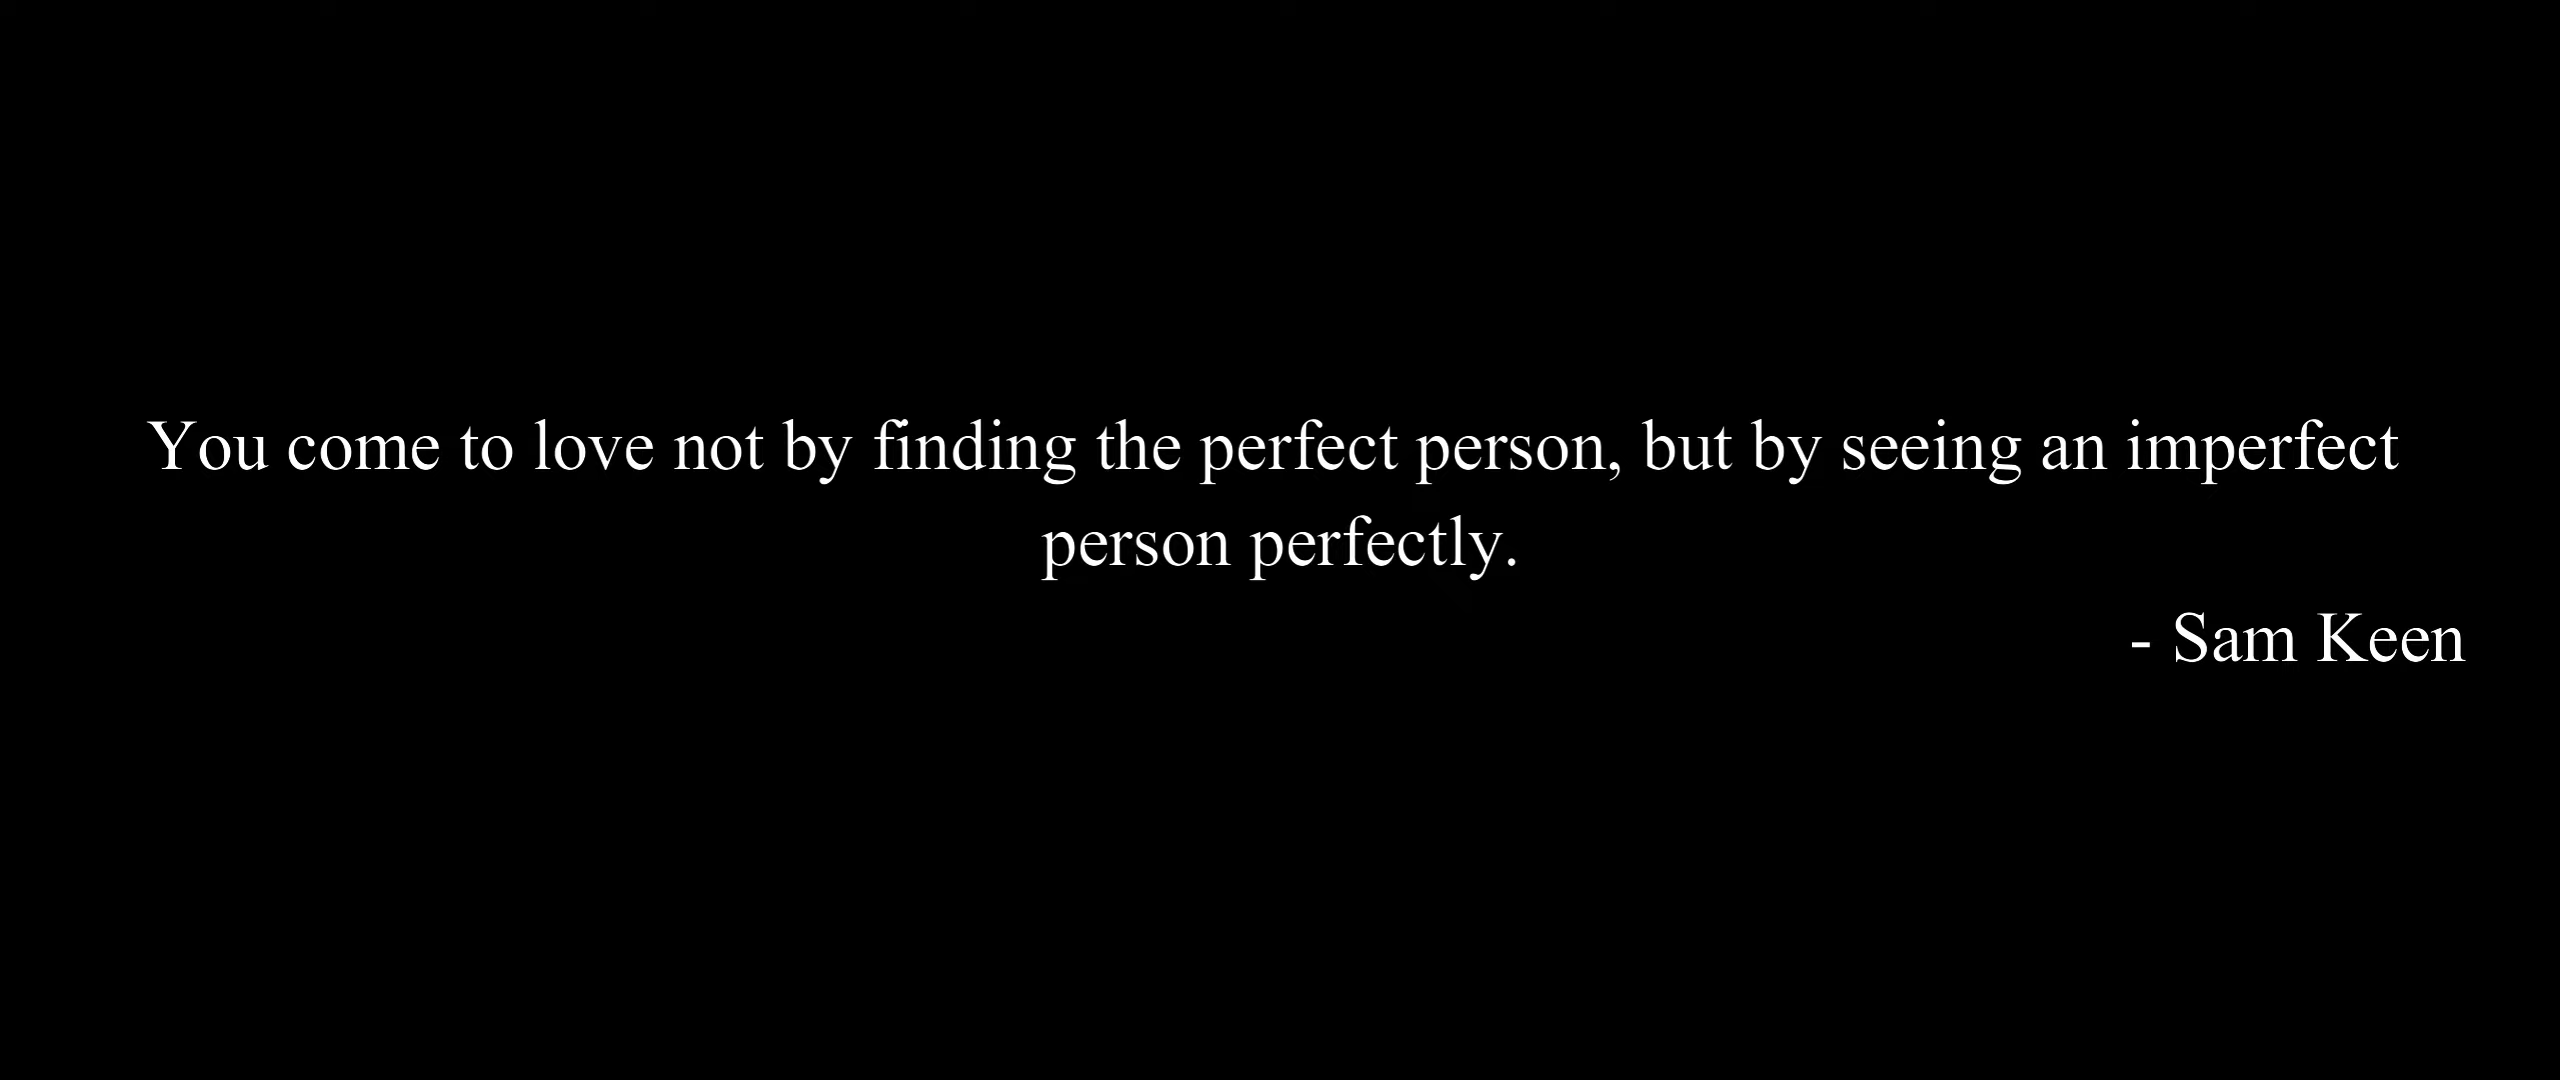 You come to love not by finding the perfect person, but by seeing an imperfect
person perfectly.
- Sam Keen